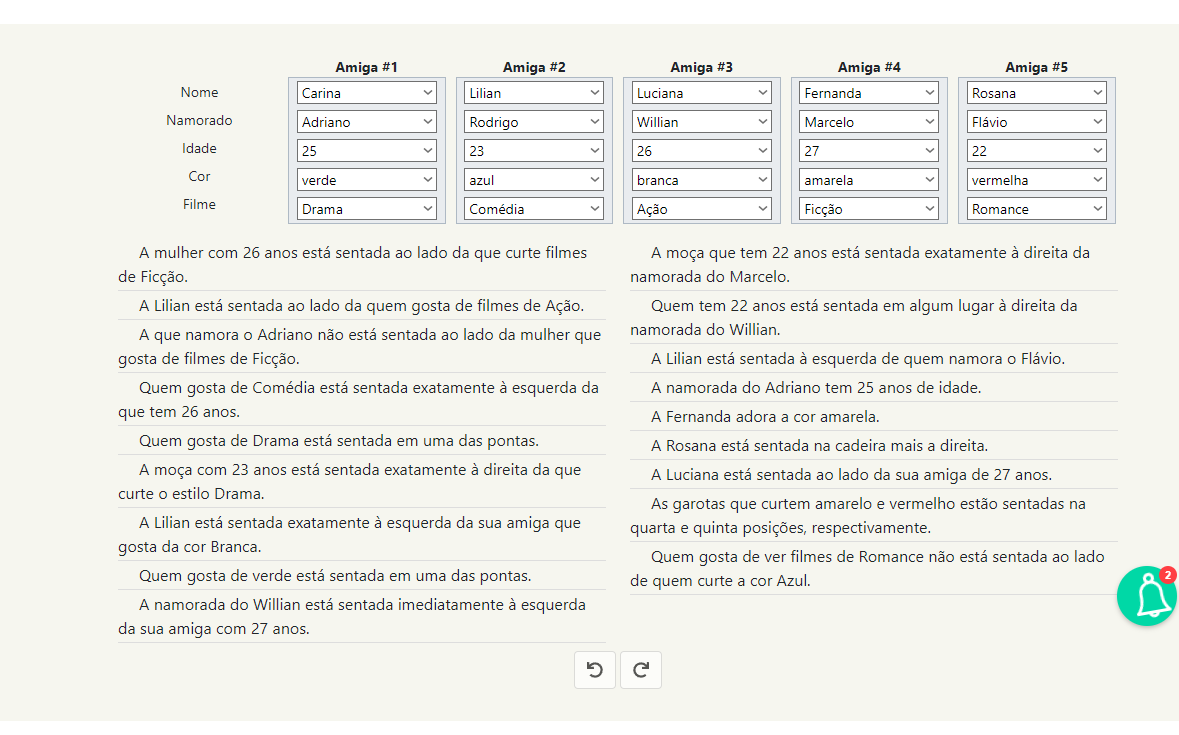 Amiga #1 Amiga #2 Amiga #3 Amiga #4 Amiga #5
Nome Carina Lilian Luciana Fernanda Rosana
Namorado Adriano Rodrigo Willian Marcelo Flávio
Idade 25 23 26 27 22
Cor verde azul branca amarela vermelha
Filme Drama Comédia Ação Ficção Romance
A mulher com 26 anos está sentada ao lado da que curte filmes
de Ficção.
A Lilian está sentada ao lado da quem gosta de filmes de Ação.
A que namora o Adriano não está sentada ao lado da mulher que
gosta de filmes de Ficção.
Quem gosta de Comédia está sentada exatamente à esquerda da
que tem 26 anos.
Quem gosta de Drama está sentada em uma das pontas.
A moça com 23 anos está sentada exatamente à direita da que
curte o estilo Drama.
A Lilian está sentada exatamente à esquerda da sua amiga que
gosta da cor Branca.
Quem gosta de verde está sentada em uma das pontas.
A namorada do Willian está sentada imediatamente à esquerda
da sua amiga com 27 anos.
A moça que tem 22 anos está sentada exatamente à direita da
namorada do Marcelo.
Quem tem 22 anos está sentada em algum lugar à direita da
namorada do Willian.
A Lilian está sentada à esquerda de quem namora o Flávio.
A namorada do Adriano tem 25 anos de idade.
A Fernanda adora a cor amarela.
A Rosana está sentada na cadeira mais a direita.
A Luciana está sentada ao lado da sua amiga de 27 anos.
As garotas que curtem amarelo e vermelho estão sentadas na
quarta e quinta posições, respectivamente.
Quem gosta de ver filmes de Romance não está sentada ao lado
de quem curte a cor Azul.
2